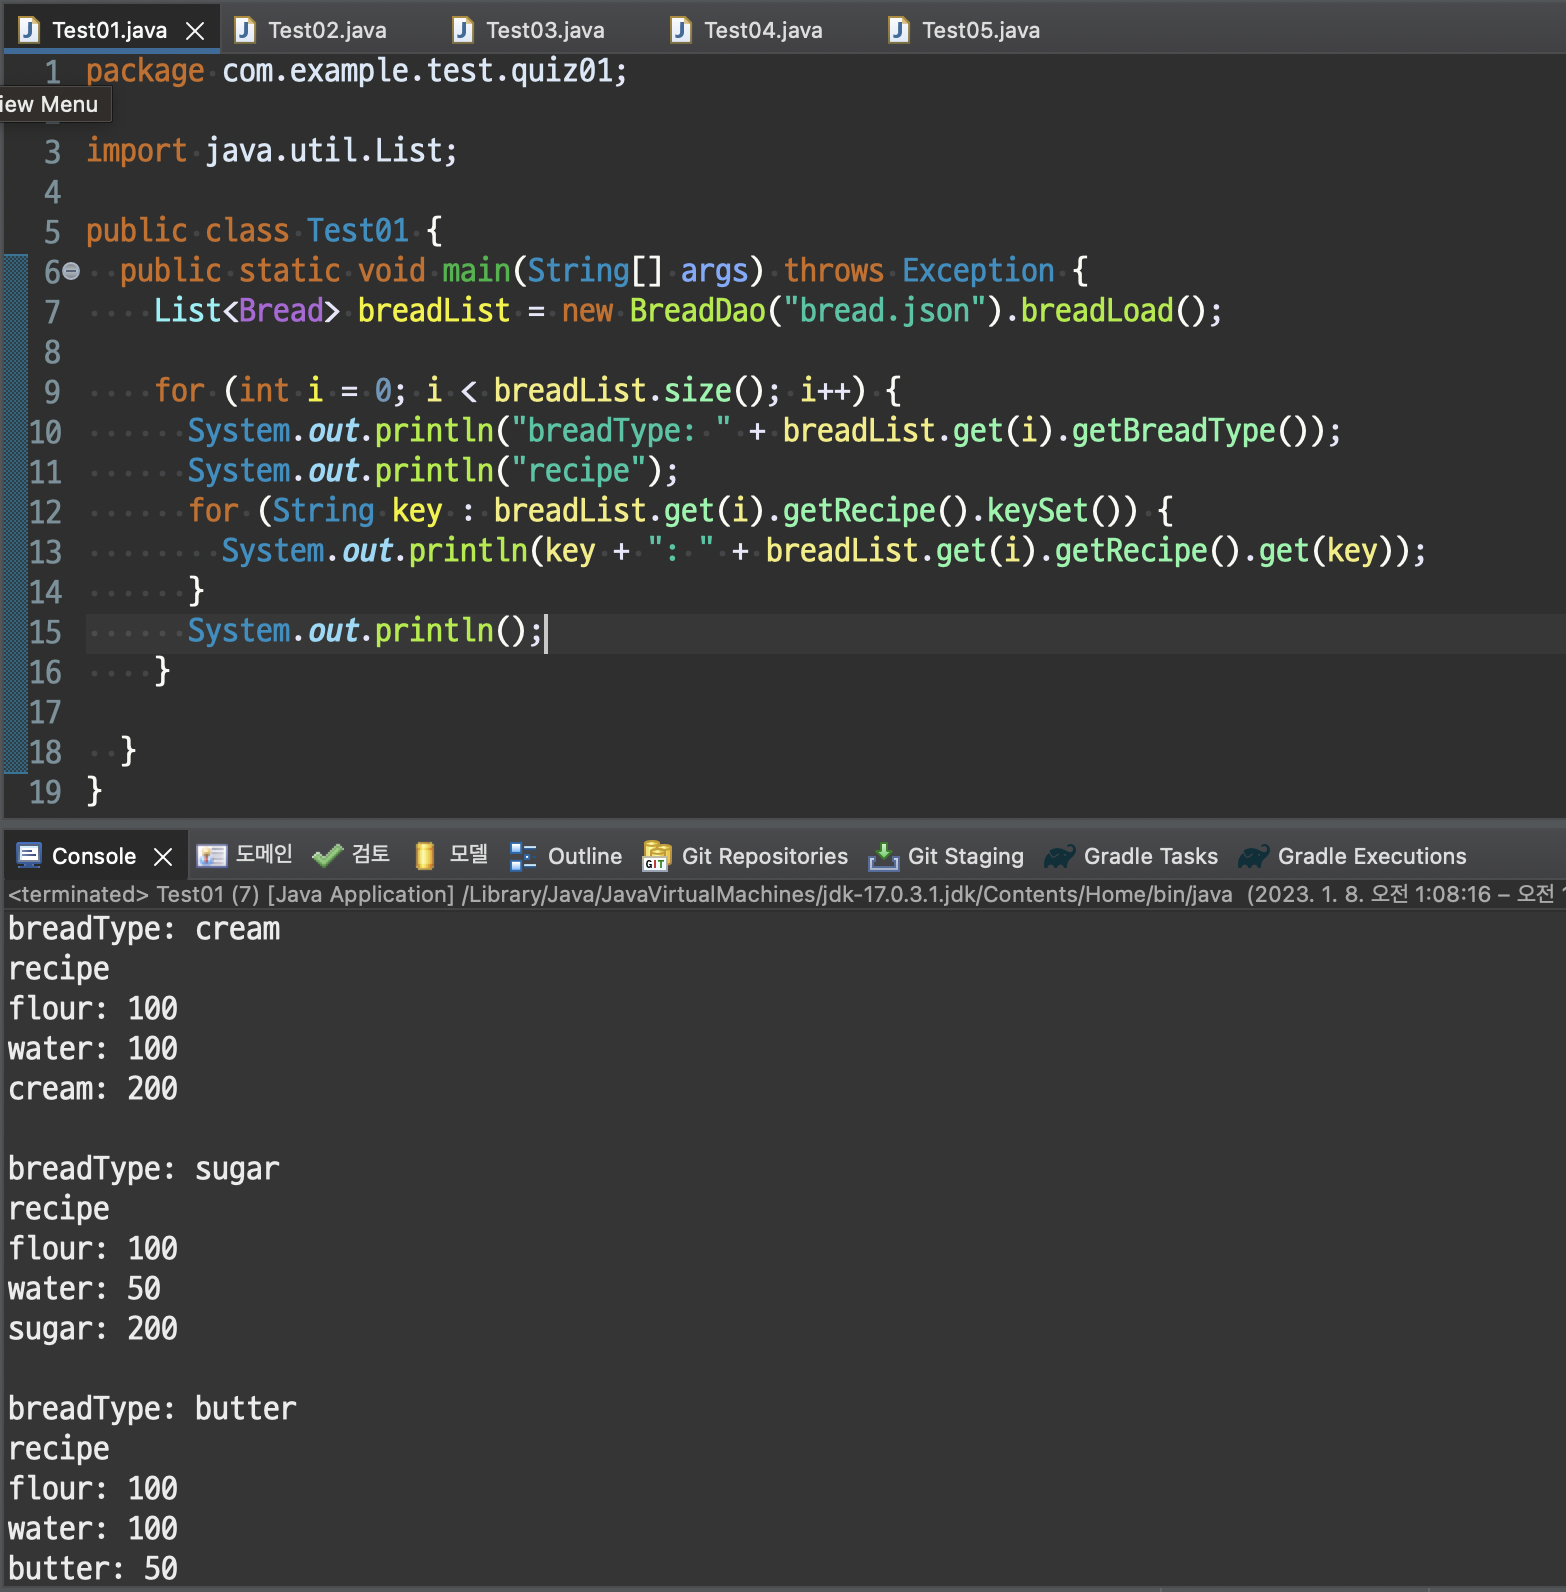 Test01.java Test02.java Test03.java Test04.java Test05.java
1 package com.example.test.quiz01;
iew Menu
3 import java.util.List;
4
5 public class Test01 {
6 public static void main(String[] args) throws Exception {
7 List<Bread> breadList = new BreadDao("bread.json").breadLoad();
8
9 for (int i = 0; i < breadList.size(); i++) {
10 System.out.println("breadType: " + breadList.get(i).getBreadType());
11 System.out.println("recipe");
12 for (String key : breadList.get(i).getRecipe().keySet()) {
13 System.out.println(key + ": " + breadList.get(i).getRecipe().get(key));
14 }
15 System.out.println();
16 }
17
18 }
19 }
Console 도메인 검토 모델 Outline GIT Git Repositories Git Staging Gradle Tasks Gradle Executions
<terminated> Test01 (7) [Java Application] /Library/Java/JavaVirtualMachines/jdk-17.0.3.1.jdk/Contents/Home/bin/java (2023. 1. 8. 오전 1:08:16 – 오전
breadType: cream
recipe
flour: 100
water: 100
cream: 200
breadType: sugar
recipe
flour: 100
water: 50
sugar: 200
breadType: butter
recipe
flour: 100
water: 100
butter: 50